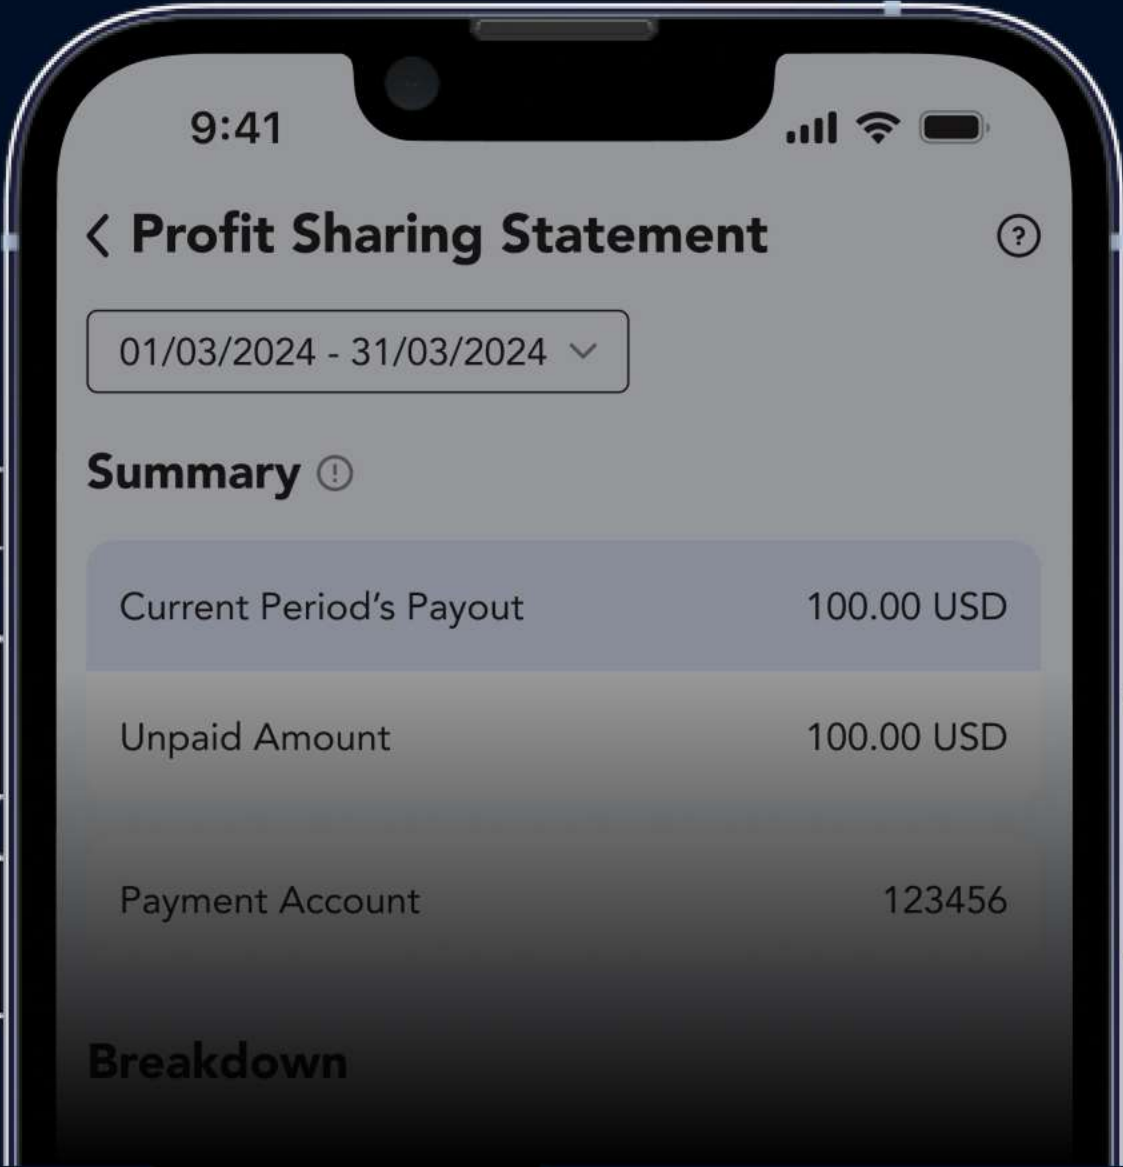 9:41
Profit Sharing Statement
01/03/2024 - 31/03/2024
Summary
Current Period's Payout 100.00 USD
Unpaid Amount 100.00 USD
Payment Account 123456
Breakdown